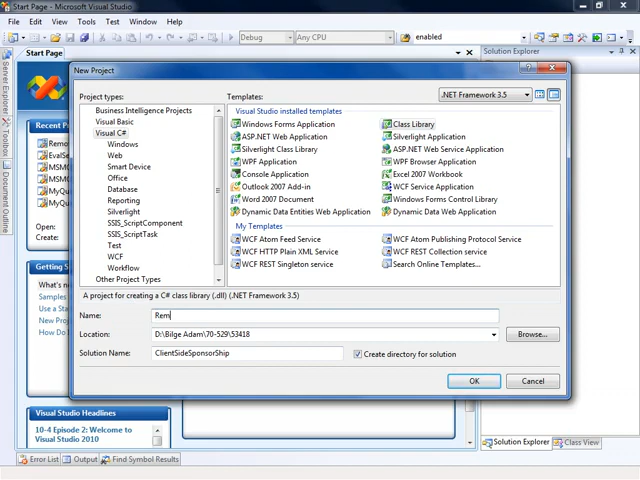 Start Page - Microsoft Visual Studio
File Edit View Tools Test Window Help
Debug Any CPU enabled
Start Page
Solution Explorer
Server Explorer
Toolbox
Document Outline
Recent P
Remo
EvalSe
MSMC
MyQu
MSMC
MyQu
Open:
Create:
Getting S
What's new
Samples
Use a Sta
New Proj
How Do I
Visual Studio Headlines
10-4 Episode 2: Welcome to
Visual Studio 2010
New Project
Project types:
Business Intelligence Projects
Visual Basic
Visual C#
Windows
Web
Smart Device
Office
Database
Reporting
Silverlight
SSIS_ScriptComponent
SSIS_ScriptTask
Test
WCF
Workflow
Other Project Types
Templates:
.NET Framework 3.5
Visual Studio installed templates
Windows Forms Application Class Library
ASP.NET Web Application Silverlight Application
Silverlight Class Library ASP.NET Web Service Application
WPF Application WPF Browser Application
Console Application Excel 2007 Workbook
Outlook 2007 Add-in WCF Service Application
Word 2007 Document Windows Forms Control Library
Dynamic Data Entities Web Application Dynamic Data Web Application
My Templates
WCF Atom Feed Service WCF Atom Publishing Protocol Service
WCF HTTP Plain XML Service WCF REST Collection service
WCF REST Singleton service Search Online Templates...
A project for creating a C# class library (.dll) (.NET Framework 3.5)
Name: Rem
Location: D:\Bilge Adam\70-529\53418 Browse...
Solution Name: ClientSideSponsorShip Create directory for solution
OK Cancel
Solution Explorer Class View
Error List Output Find Symbol Results